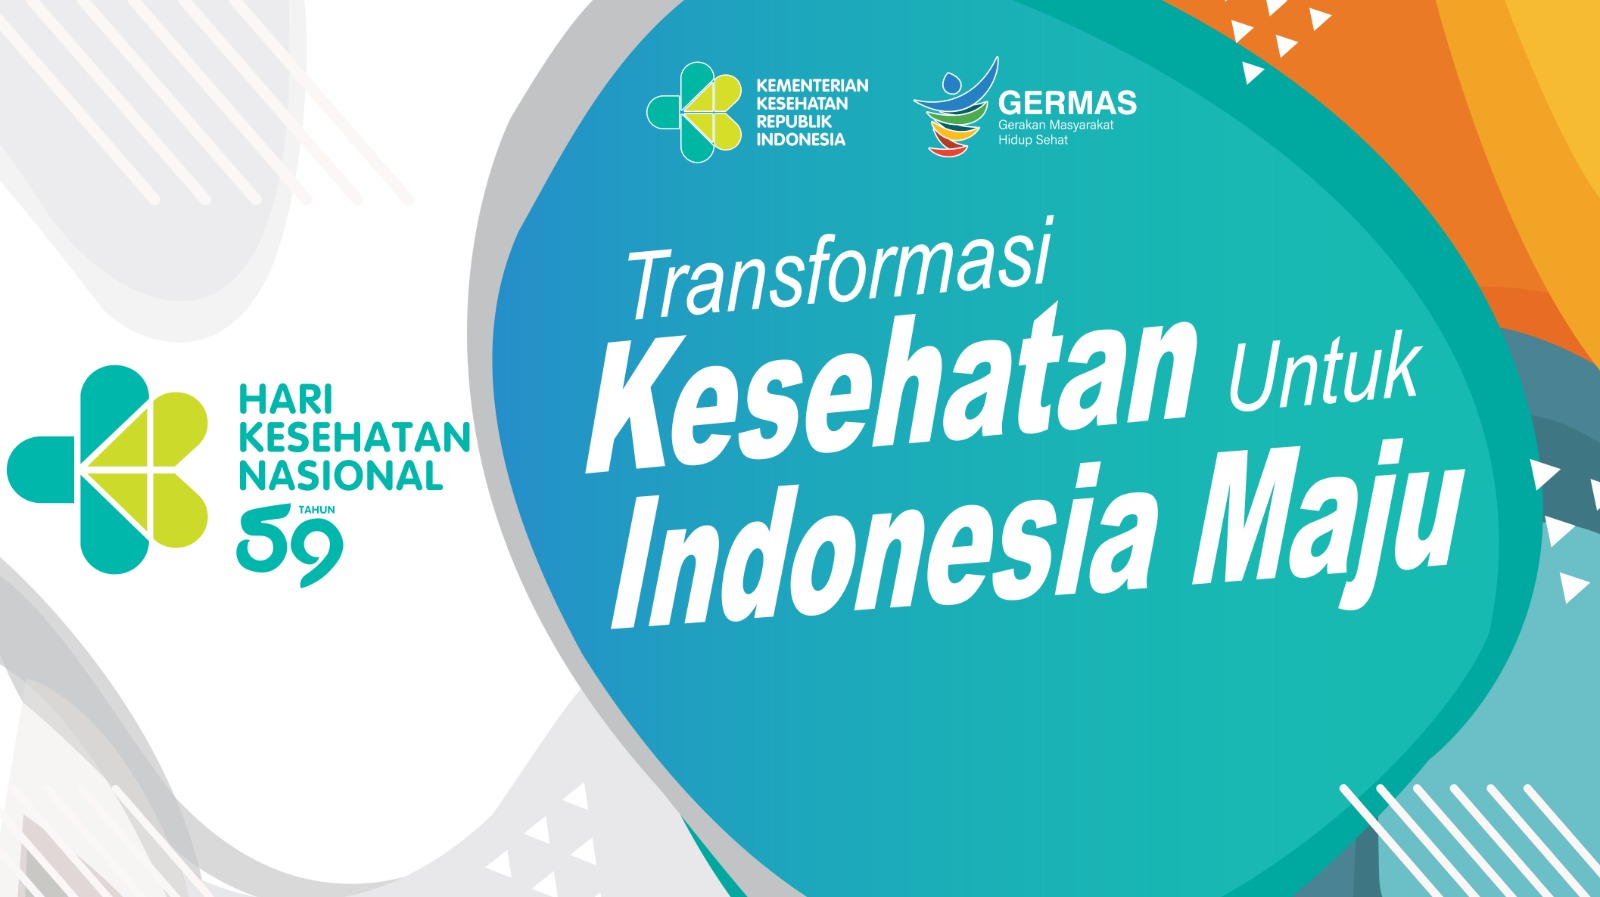 KEMENTERIAN
KESEHATAN
REPUBLIK
INDONESIA
GERMAS
Gerakan Masyarakat
Hidup Sehat
Transformasi
Kesehatan Untuk
Indonesia Maju
HARI
KESEHATAN
NASIONAL
TAHUN
59